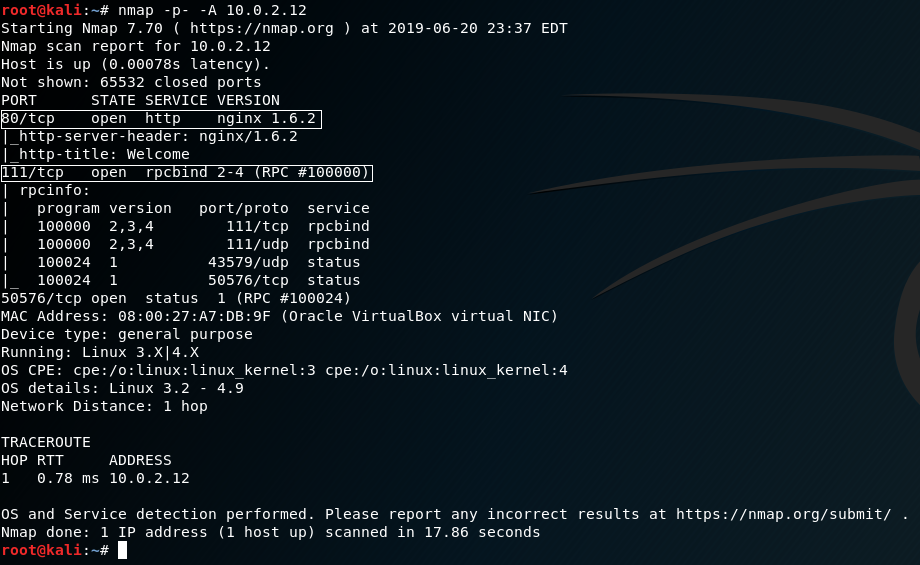 root@kali:~# nmap -p- -A 10.0.2.12
Starting Nmap 7.70 ( https://nmap.org ) at 2019-06-20 23:37 EDT
Nmap scan report for 10.0.2.12
Host is up (0.00078s latency).
Not shown: 65532 closed ports
PORT      STATE SERVICE VERSION
80/tcp    open  http    nginx 1.6.2
|_http-server-header: nginx/1.6.2
|_http-title: Welcome
111/tcp   open  rpcbind 2-4 (RPC #100000)
| rpcinfo:
|   program version   port/proto  service
|   100000  2,3,4        111/tcp  rpcbind
|   100000  2,3,4        111/udp  rpcbind
|   100024  1          43579/udp  status
|_  100024  1          50576/tcp  status
50576/tcp open  status  1 (RPC #100024)
MAC Address: 08:00:27:A7:DB:9F (Oracle VirtualBox virtual NIC)
Device type: general purpose
Running: Linux 3.X|4.X
OS CPE: cpe:/o:linux:linux_kernel:3 cpe:/o:linux:linux_kernel:4
OS details: Linux 3.2 - 4.9
Network Distance: 1 hop
TRACEROUTE
HOP RTT     ADDRESS
1   0.78 ms 10.0.2.12
OS and Service detection performed. Please report any incorrect results at https://nmap.org/submit/ .
Nmap done: 1 IP address (1 host up) scanned in 17.86 seconds
root@kali:~#